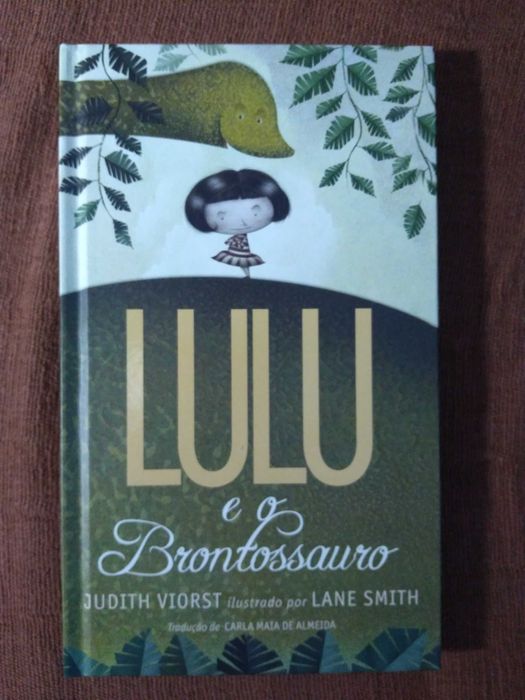 LULU
e o
Brontossauro
JUDITH VIORST ilustrado por LANE SMITH
Tradução de CARLA MAIA DE ALMEIDA